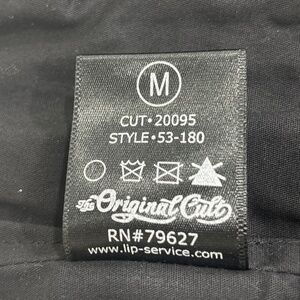 M
CUT•20095
STYLE•53-180
The Original Cult
RN#79627
www.lip-service.com